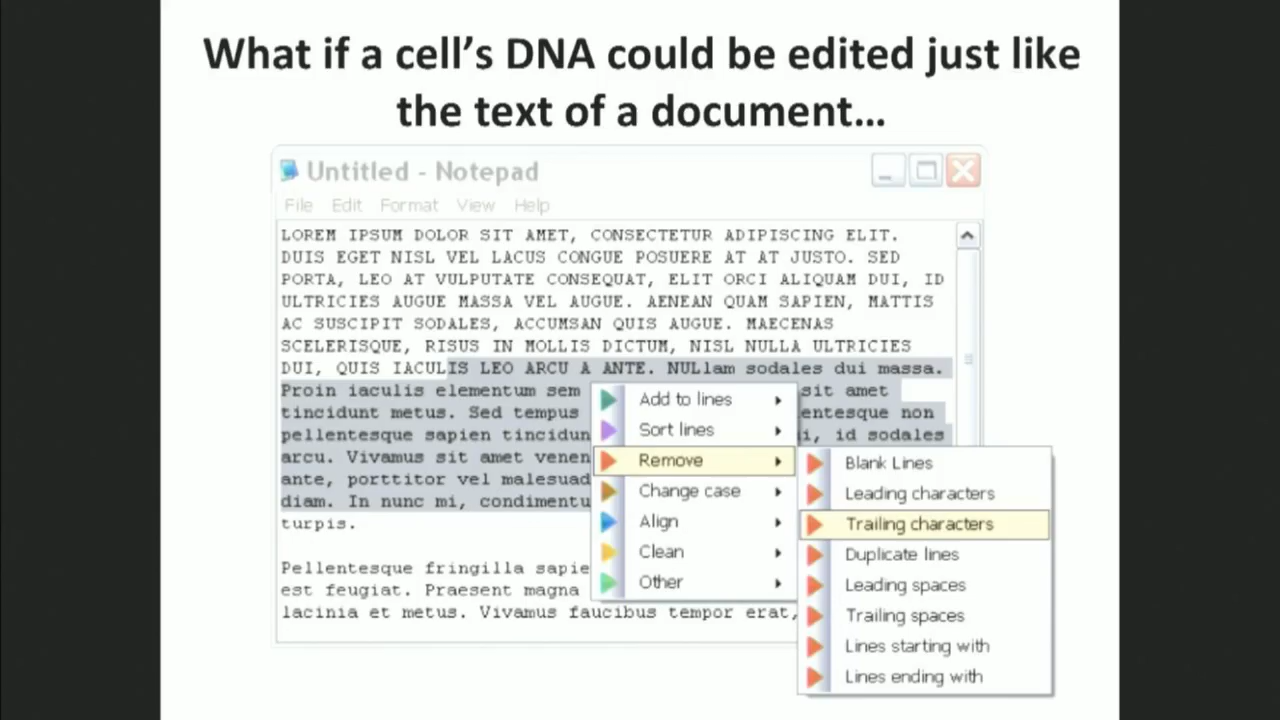 What if a cell's DNA could be edited just like
the text of a document...
Untitled - Notepad
File Edit Format View Help
LOREM IPSUM DOLOR SIT AMET, CONSECTETUR ADIPISCING ELIT.
DUIS EGET NISL VEL LACUS CONGUE POSUERE AT AT JUSTO. SED
PORTA, LEO AT VULPUTATE CONSEQUAT, ELIT ORCI ALIQUAM DUI, ID
ULTRICIES AUGUE MASSA VEL AUGUE. AENEAN QUAM SAPIEN, MATTIS
AC SUSCIPIT SODALES, ACCUMSAN QUIS AUGUE. MAECENAS
SCELERISQUE, RISUS IN MOLLIS DICTUM, NISL NULLA ULTRICIES
DUI, QUIS IACULIS LEO ARCU A ANTE. NULlam sodales dui massa.
Proin iaculis elementum sem sit amet
tincidunt metus. Sed tempus entesque non
pellentesque sapien tincidun i, id sodales
arcu. Vivamus sit amet venen
ante, porttitor vel malesuad
diam. In nunc mi, condimentu
turpis.
Pellentesque fringilla sapie
est feugiat. Praesent magna
lacinia et metus. Vivamus faucibus tempor erat,
Add to lines
Sort lines
Remove
Change case
Align
Clean
Other
Blank Lines
Leading characters
Trailing characters
Duplicate lines
Leading spaces
Trailing spaces
Lines starting with
Lines ending with